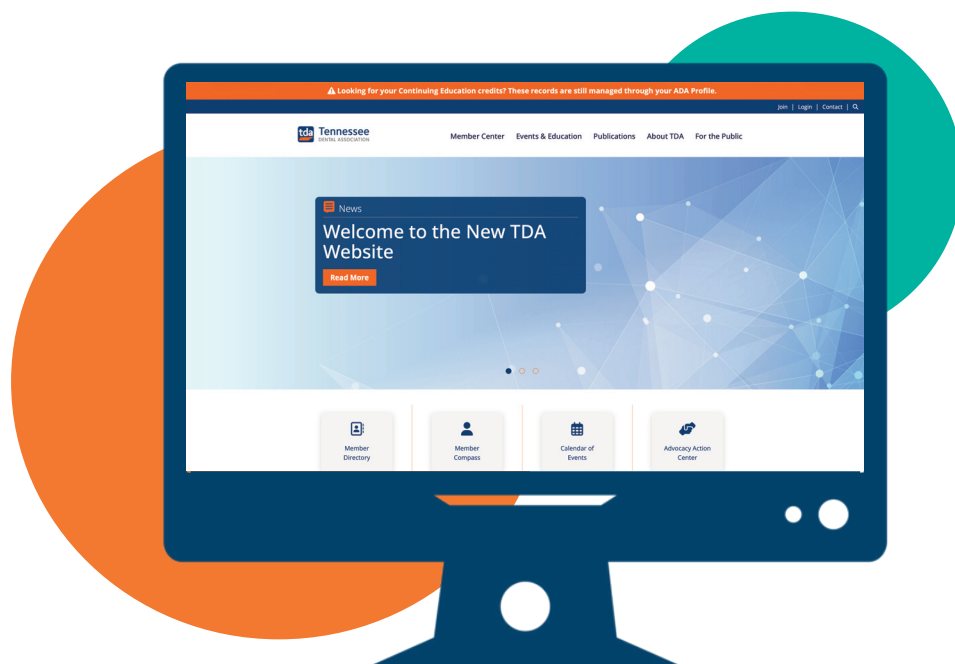 Looking for your Continuing Education credits? These records are still managed through your ADA Profile.
Join | Login | Contact |
tda Tennessee
DENTAL ASSOCIATION
Member Center Events & Education Publications About TDA For the Public
News
Welcome to the New TDA
Website
Read More
Member
Directory
Member
Compass
Calendar of
Events
Advocacy Action
Center